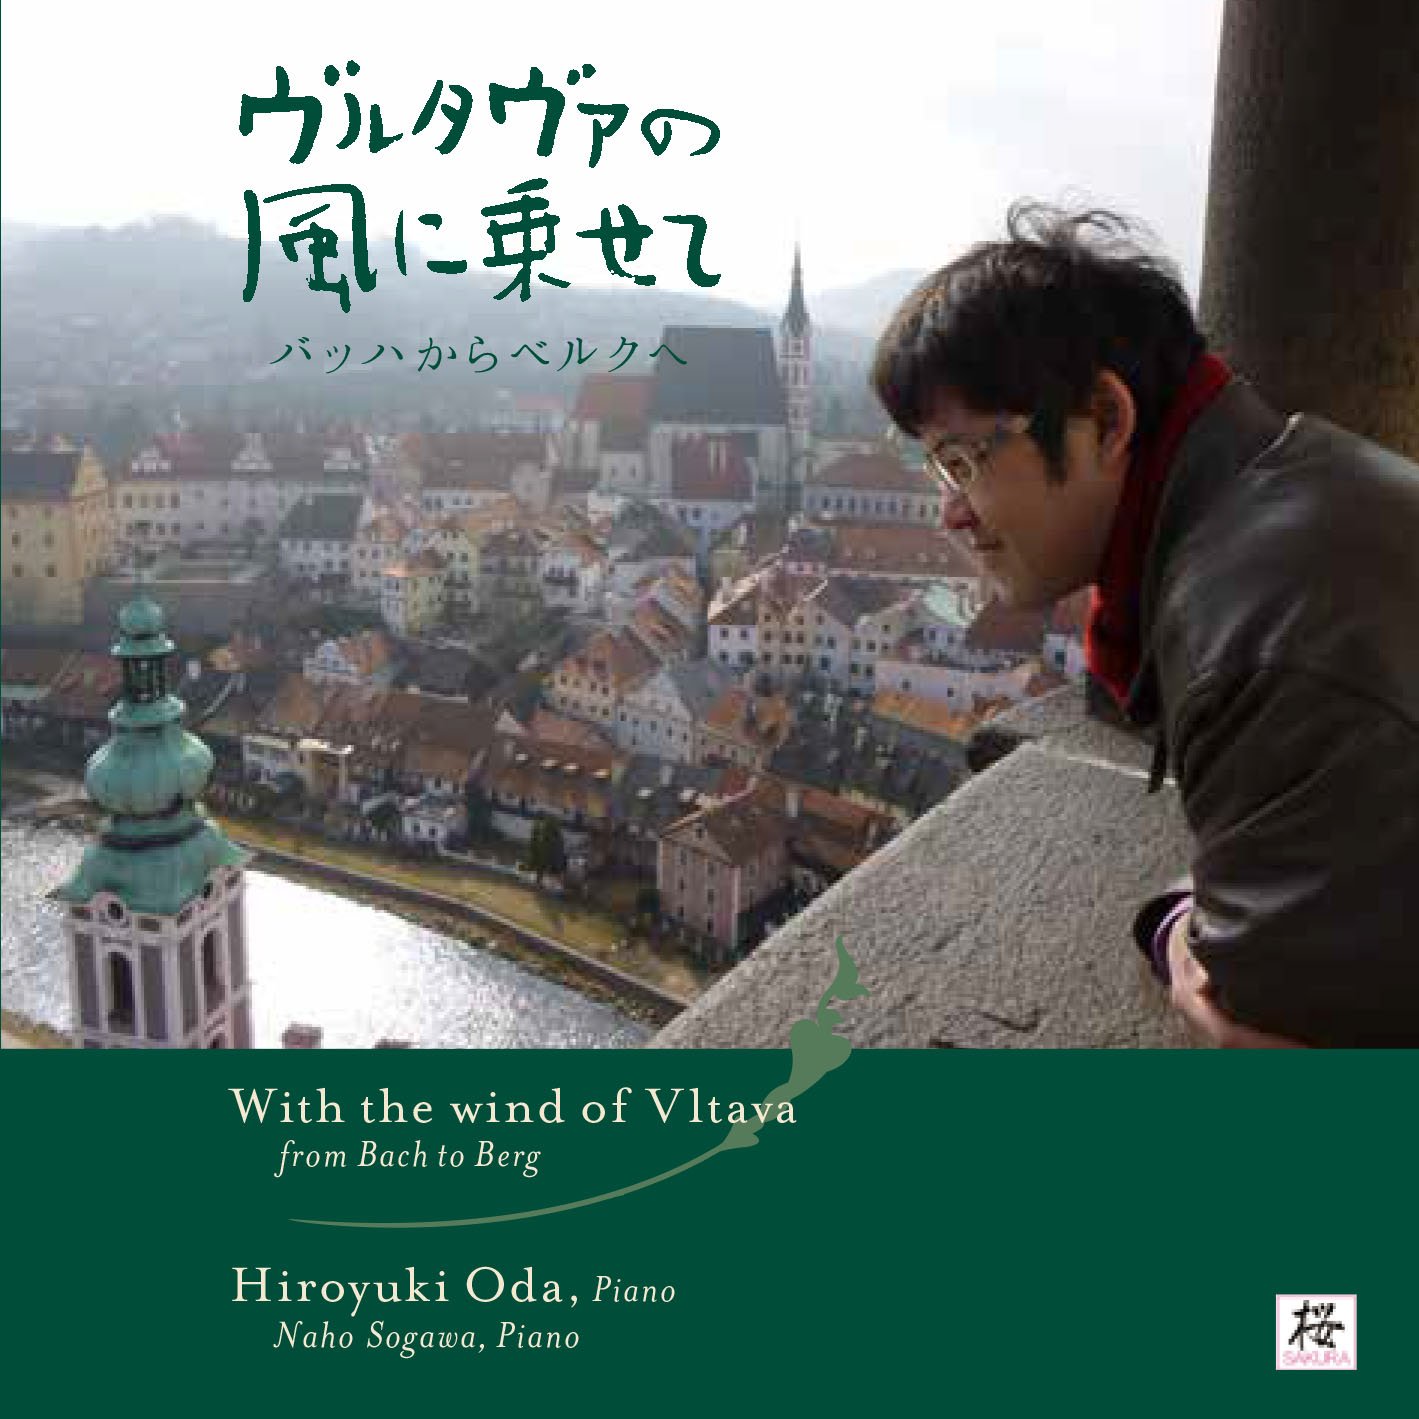 ヴルタヴァの
風に乗せて
バッハからベルクへ
With the wind of Vltava
from Bach to Berg
Hiroyuki Oda, Piano
Naho Sogawa, Piano
桜
SAKURA